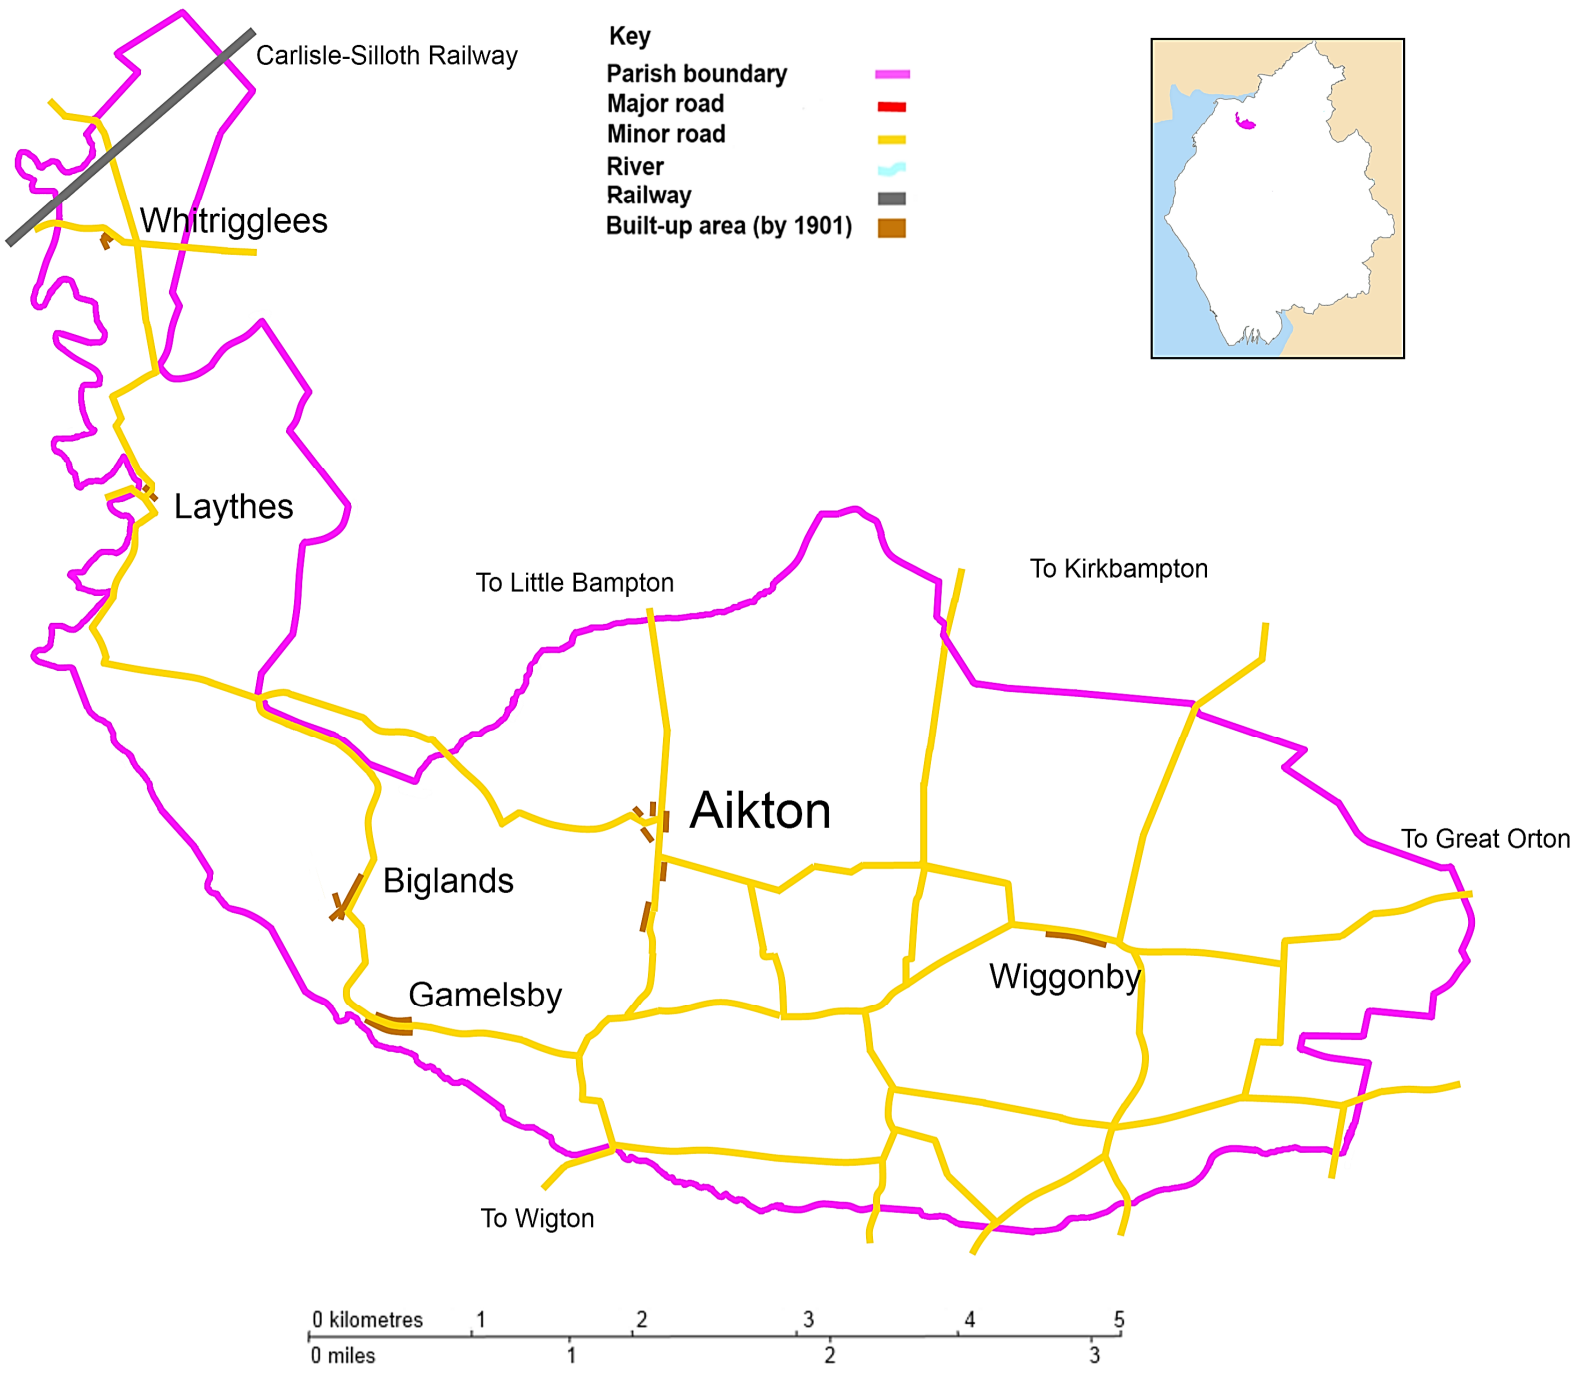 Carlisle-Silloth Railway
Key
Parish boundary
Major road
Minor road
River
Railway
Built-up area (by 1901)
Whitrigglees
Laythes
To Little Bampton
To Kirkbampton
Aikton
To Great Orton
Biglands
Wiggonby
Gamelsby
To Wigton
0 kilometres 1 2 3 4 5
0 miles 1 2 3